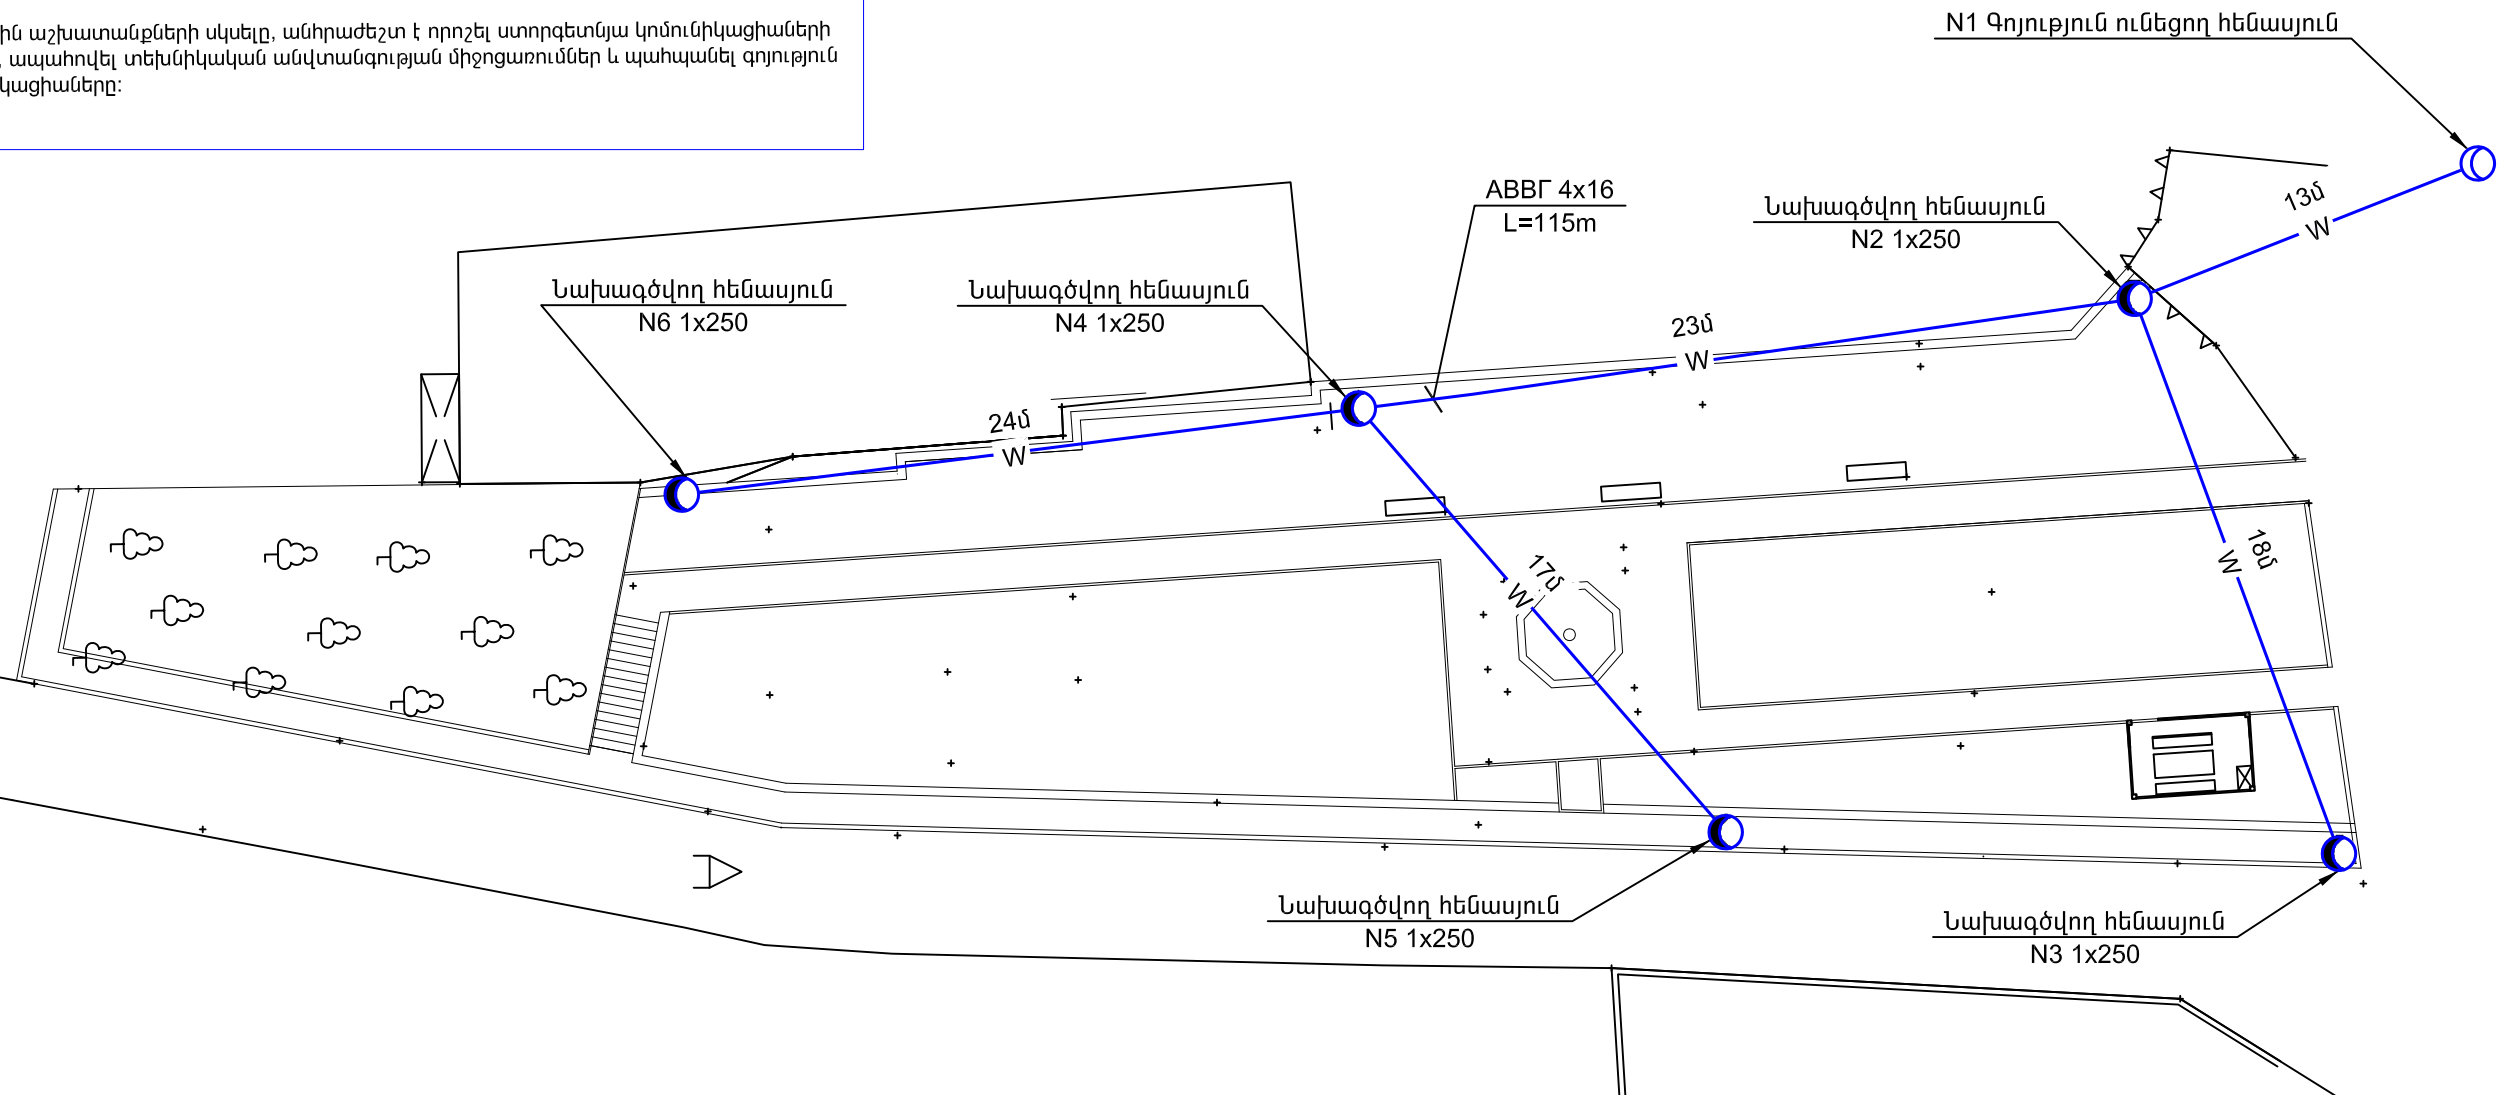 ին աշխատանքների սկսելը, անհրաժեշտ է որոշել ստորգետնյա կոմունիկացիաների
, ապահովել տեխնիկական անվտանգության միջոցառումներ և պահպանել գոյություն
կացիաները:
N1 Գոյություն ունեցող հենասյուն
13մ
W
АВВГ 4x16
L=115m
Նախագծվող հենասյուն
N2 1x250
Նախագծվող հենասյուն
N6 1x250
Նախագծվող հենասյուն
N4 1x250
23մ
W
24մ
W
17մ
W
18մ
W
Նախագծվող հենասյուն
N5 1x250
Նախագծվող հենասյուն
N3 1x250